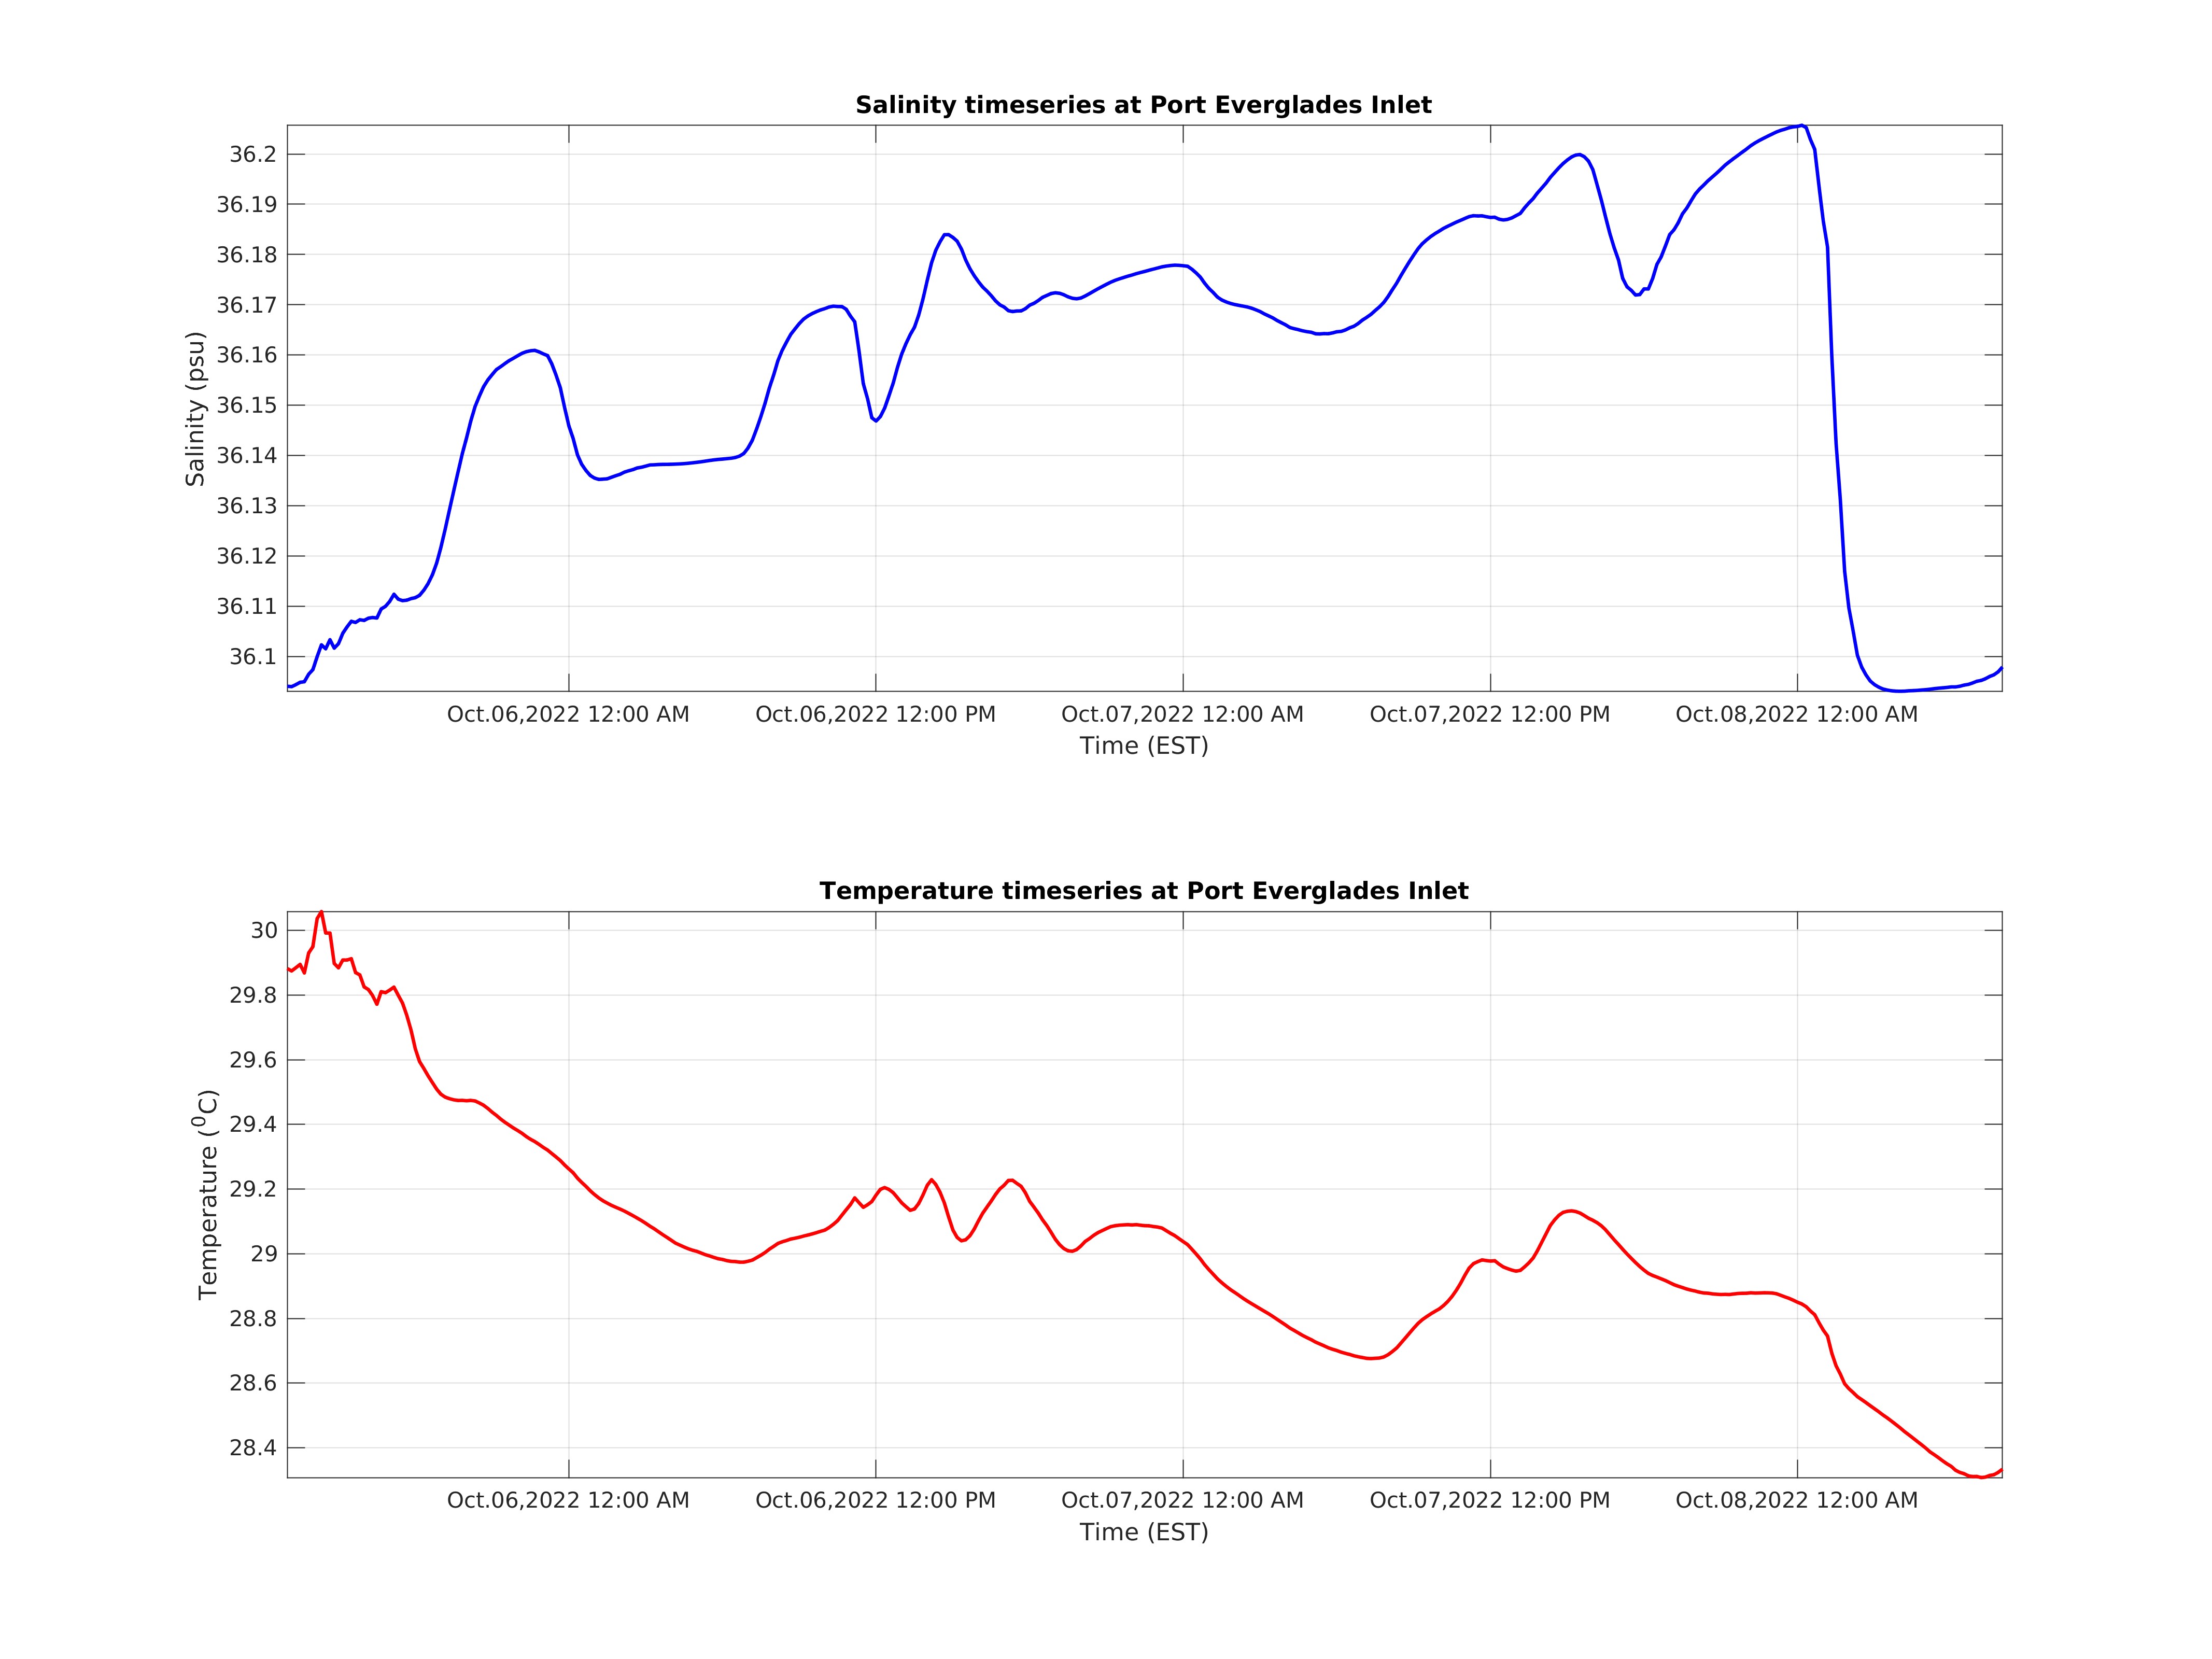 Salinity timeseries at Port Everglades Inlet
36.2
36.19
36.18
36.17
36.16
36.15
36.14
36.13
36.12
36.11
36.1
Salinity (psu)
Oct.06,2022 12:00 AM Oct.06,2022 12:00 PM Oct.07,2022 12:00 AM Oct.07,2022 12:00 PM Oct.08,2022 12:00 AM
Time (EST)
Temperature timeseries at Port Everglades Inlet
30
29.8
29.6
29.4
29.2
29
28.8
28.6
28.4
Temperature (⁰C)
Oct.06,2022 12:00 AM Oct.06,2022 12:00 PM Oct.07,2022 12:00 AM Oct.07,2022 12:00 PM Oct.08,2022 12:00 AM
Time (EST)